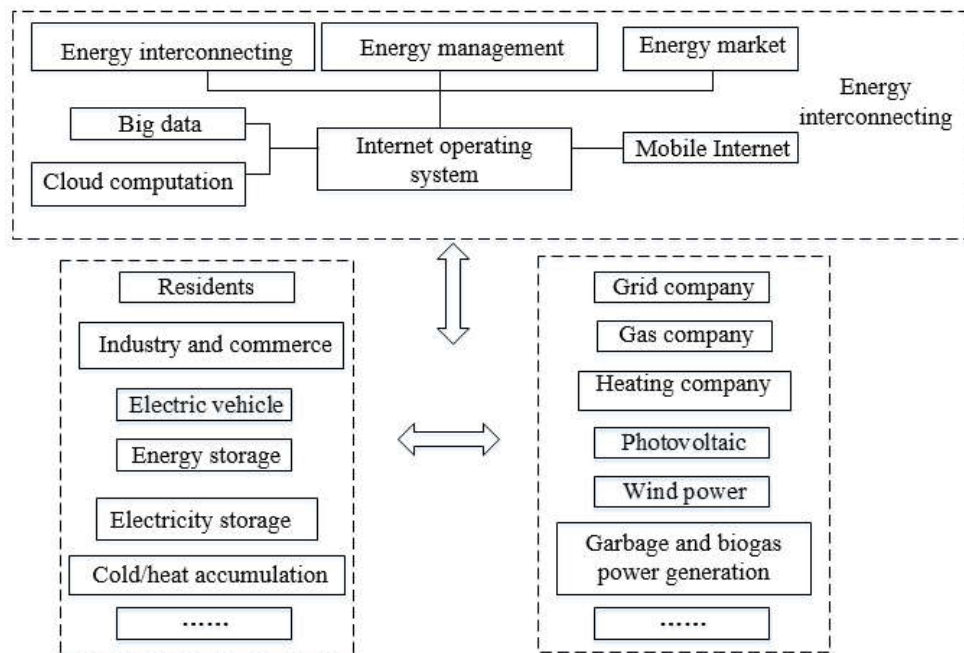 Energy interconnecting
Energy management
Energy market
Energy
interconnecting
Big data
Internet operating
system
Mobile Internet
Cloud computation
Residents
Industry and commerce
Electric vehicle
Energy storage
Electricity storage
Cold/heat accumulation
......
Grid company
Gas company
Heating company
Photovoltaic
Wind power
Garbage and biogas
power generation
......